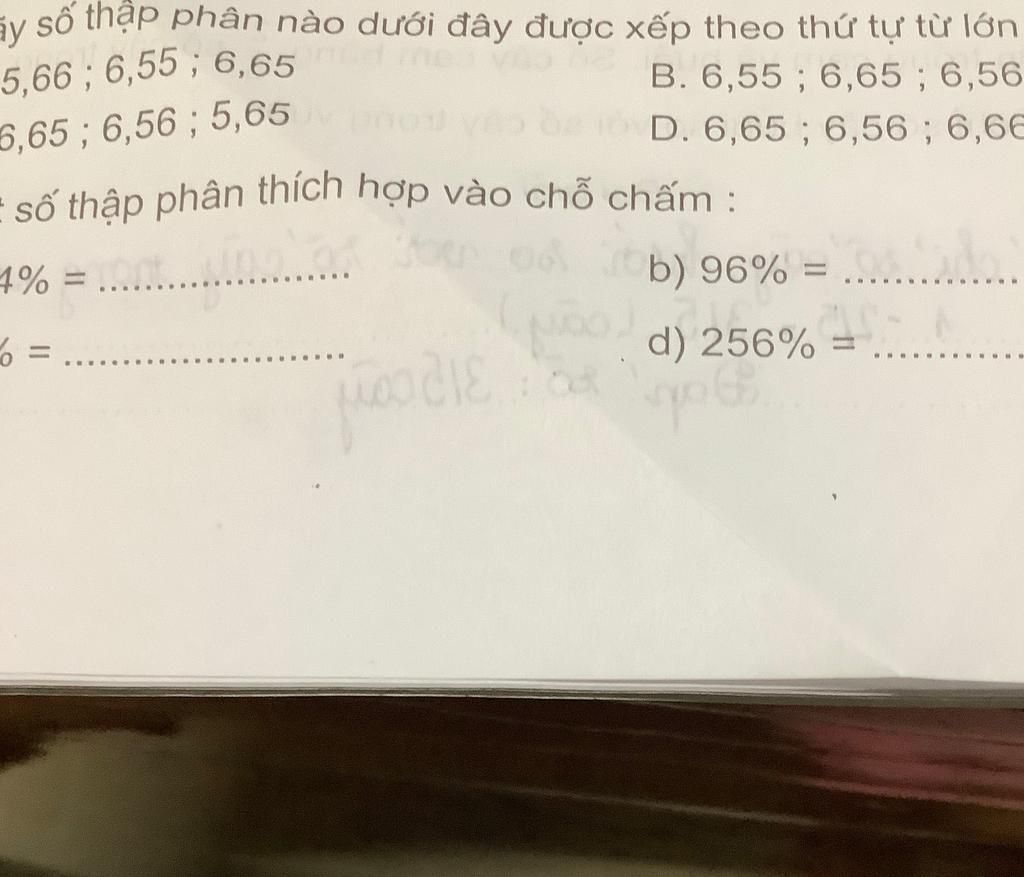 số thập phân nào dưới đây được xếp theo thứ tự từ lớn
5,66 ; 6,55 ; 6,65 B. 6,55 ; 6,65 ; 6,56
6,65 ; 6,56 ; 5,65 D. 6,65 ; 6,56 ; 6,66
số thập phân thích hợp vào chỗ chấm :
4% = ..................... b) 96% = ..............
% = ........................ d) 256% = ............